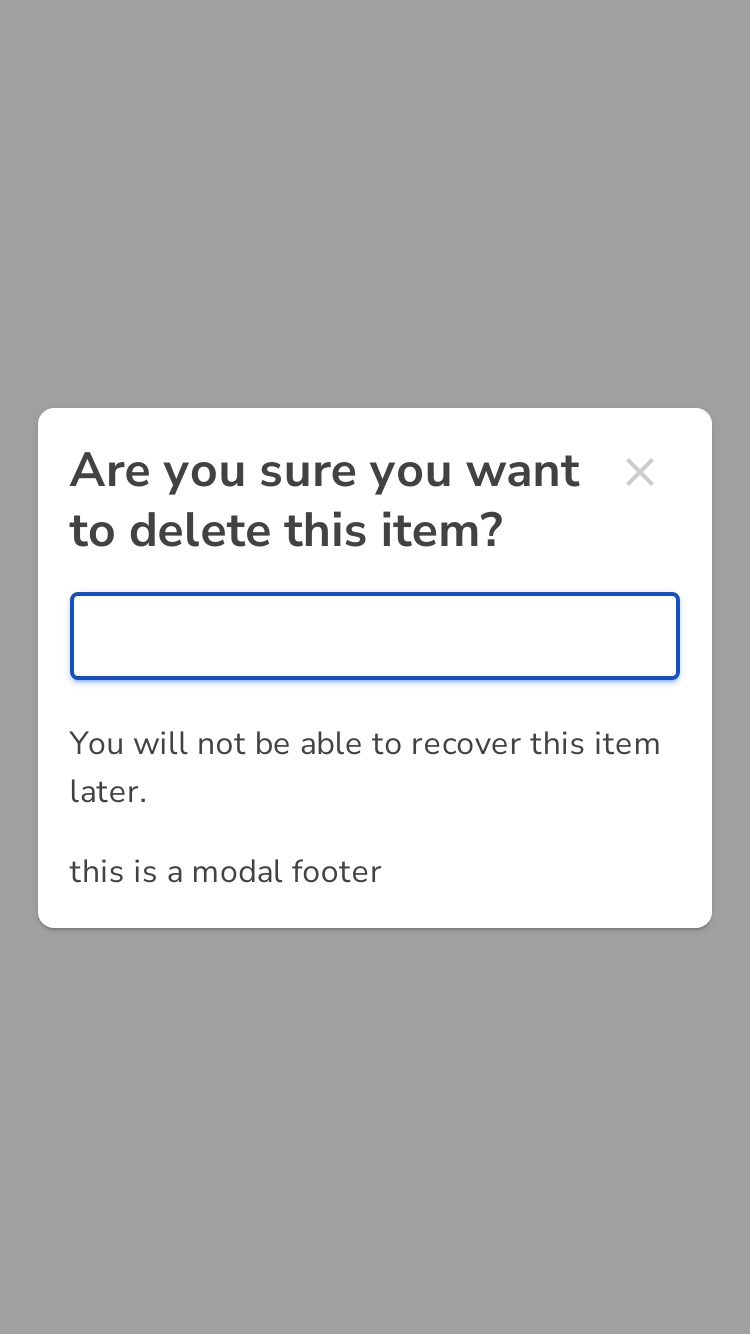 Are you sure you want
to delete this item?
You will not be able to recover this item
later.
this is a modal footer